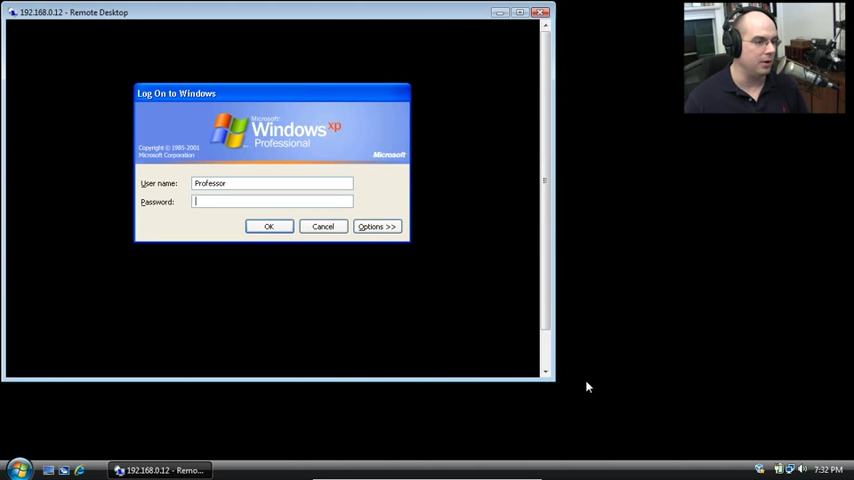 192.168.0.12 - Remote Desktop
Log On to Windows
Microsoft
Windows xp
Professional
Copyright © 1985-2001
Microsoft Corporation
Microsoft
User name: Professor
Password:
OK Cancel Options >>
192.168.0.12 - Remo... 7:32 PM